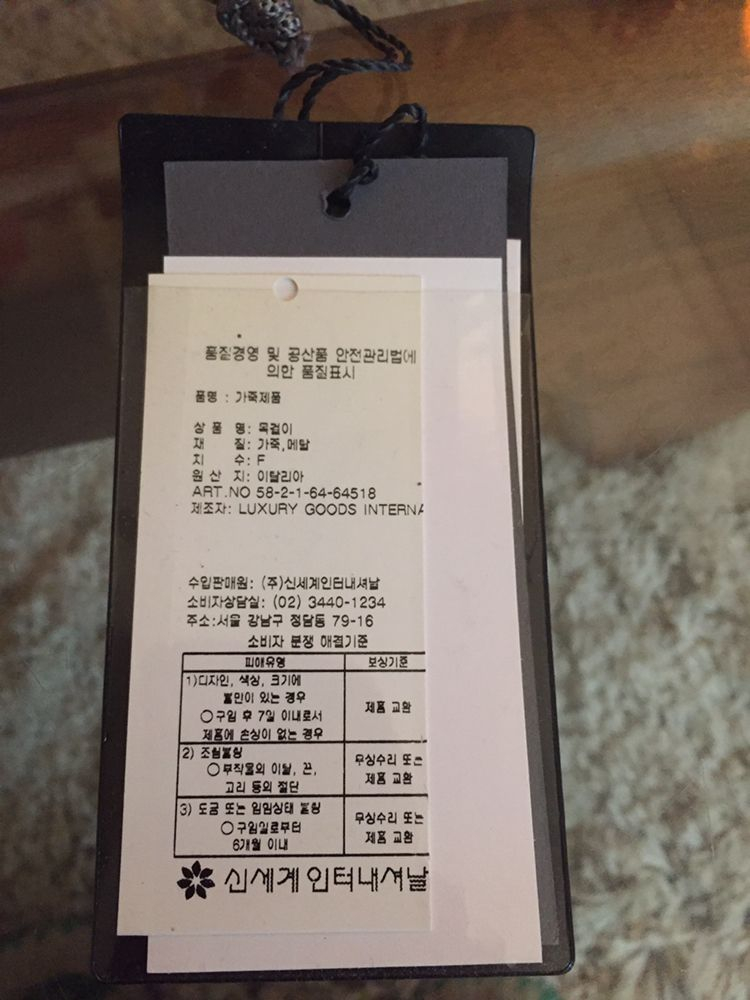 품질경영 및 공산품 안전관리법에
의한 품질표시
품명 : 가죽제품
상 품 명: 목걸이
재 질: 가죽,메탈
치 수: F
원 산 지: 이탈리아
ART.NO 58-2-1-64-64518
제조자: LUXURY GOODS INTERNA
수입판매원: (주)신세계인터내셔날
소비자상담실: (02) 3440-1234
주소:서울 강남구 청담동 79-16
소비자 분쟁 해결기준
피해유형 보상기준
1)디자인, 색상, 크기에
불만이 있는 경우
○구입 후 7일 이내로서
제품에 손상이 없는 경우
제품 교환
2) 조립불량
○부착물의 이탈, 끈,
고리 등의 절단
무상수리 또는
제품 교환
3) 도금 또는 입힘상태 불량
○구입일로부터
6개월 이내
무상수리 또는
제품 교환
신세계인터내셔날